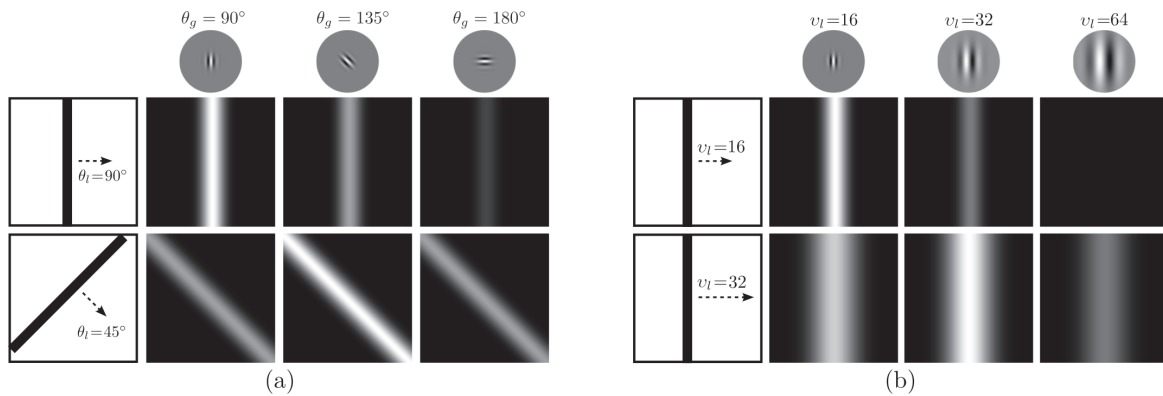 θg = 90° θg = 135° θg = 180°
θl=90°
θl=45°
(a)
υl=16 υl=32 υl=64
υl=16
υl=32
(b)